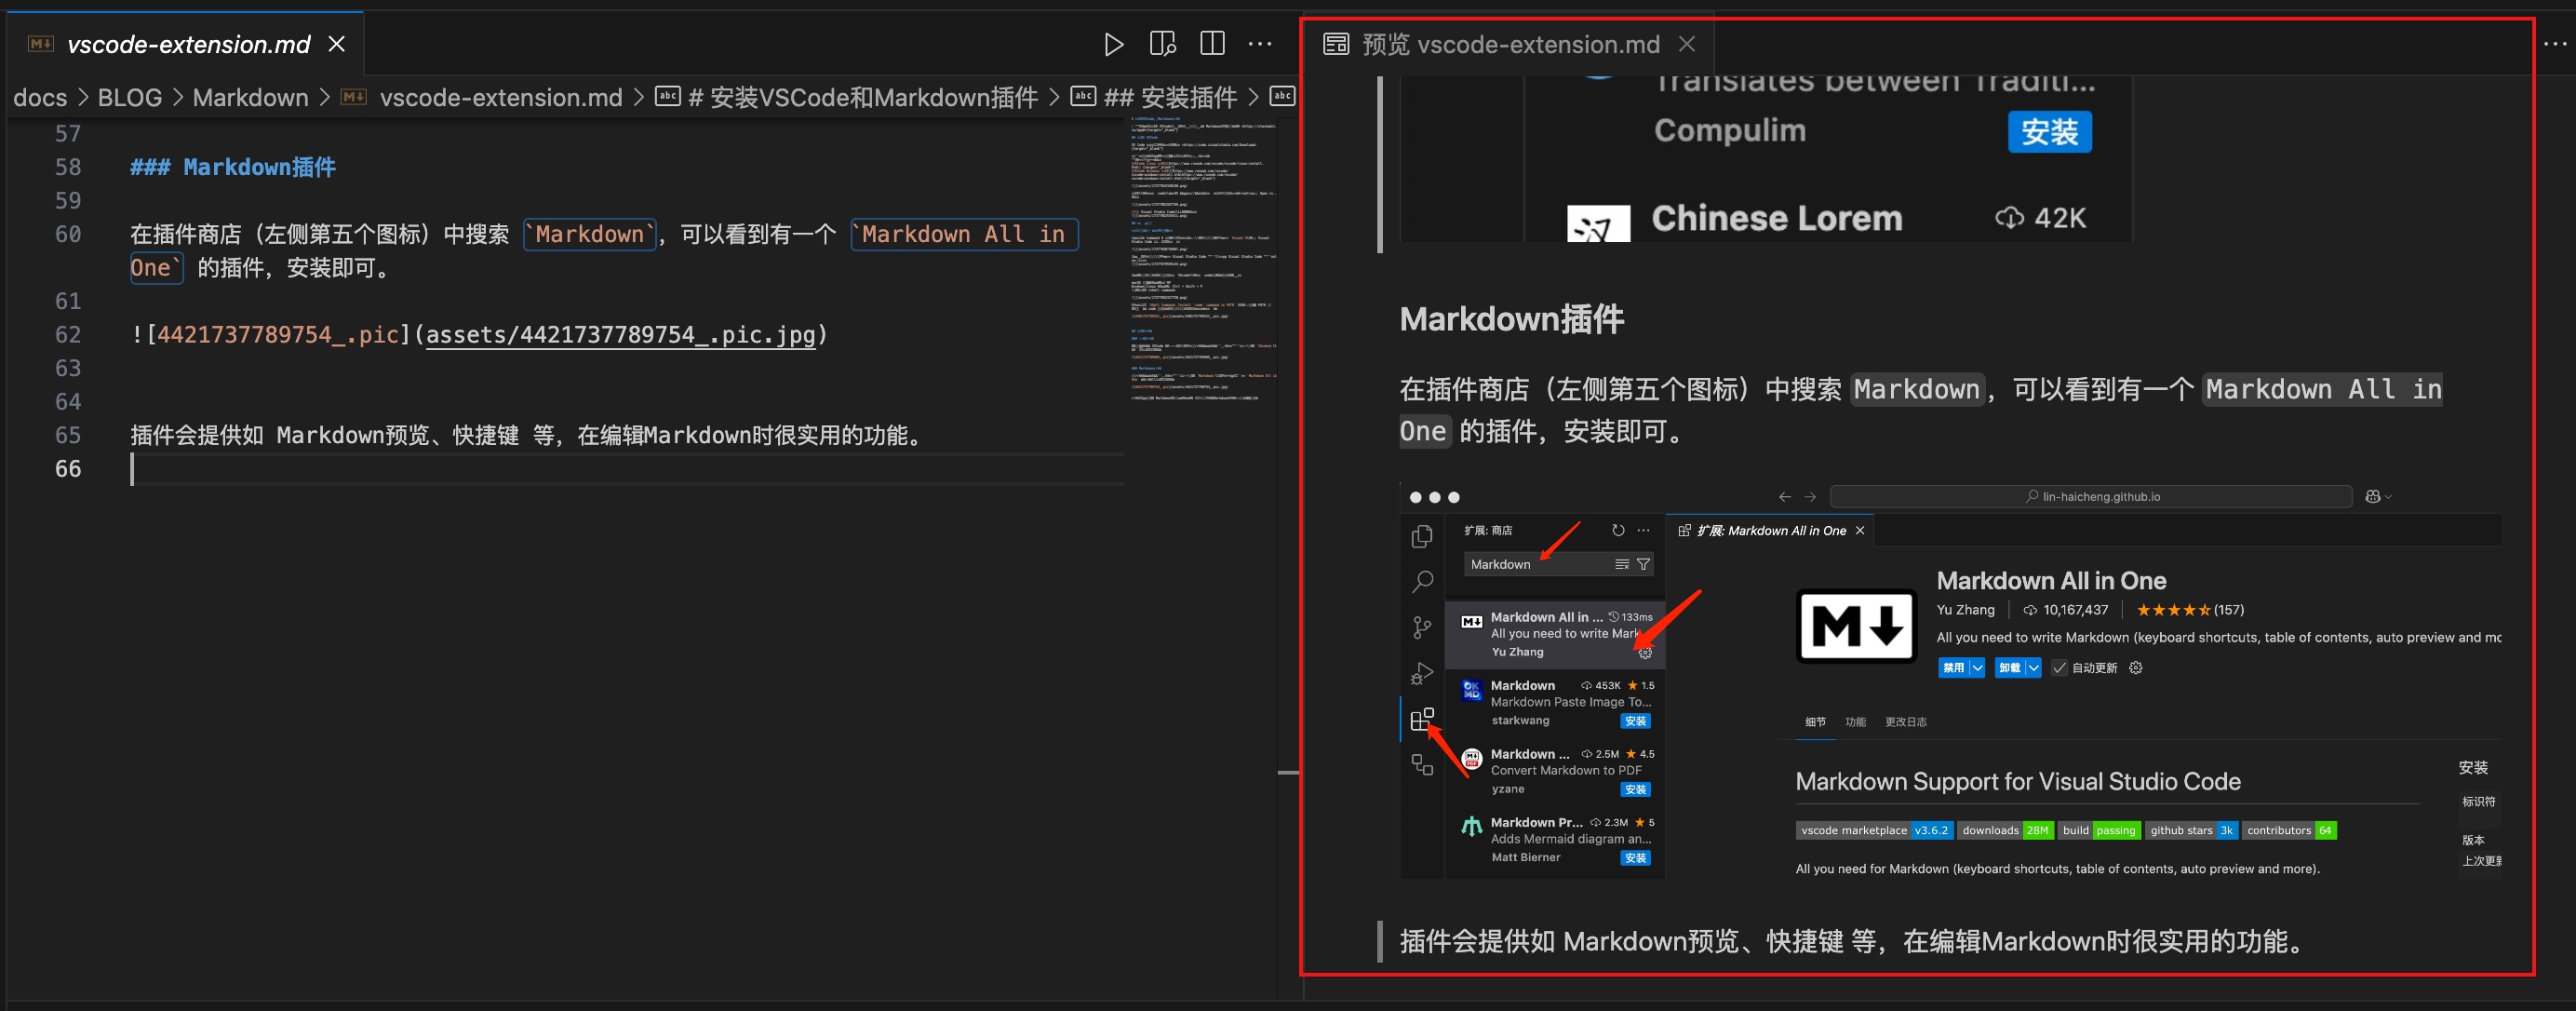 vscode-extension.md
docs > BLOG > Markdown > vscode-extension.md > # 安装VSCode和Markdown插件 > ## 安装插件 >
57
58 ### Markdown插件
59
60 在插件商店（左侧第五个图标）中搜索 `Markdown`，可以看到有一个 `Markdown All in
One` 的插件，安装即可。
61
62 ![4421737789754_.pic](assets/4421737789754_.pic.jpg)
63
64
65 插件会提供如 Markdown预览、快捷键 等，在编辑Markdown时很实用的功能。
66
预览 vscode-extension.md
Translates between Traditi...
Compulim 安装
汉 Chinese Lorem 42K
Markdown插件
在插件商店（左侧第五个图标）中搜索 Markdown，可以看到有一个 Markdown All in
One 的插件，安装即可。
lin-haicheng.github.io
扩展: 商店
Markdown
Markdown All in ... 133ms
All you need to write Mark
Yu Zhang
Markdown 453K ★ 1.5
Markdown Paste Image To...
starkwang 安装
Markdown ... 2.5M ★ 4.5
Convert Markdown to PDF
yzane 安装
Markdown Pr... 2.3M ★ 5
Adds Mermaid diagram an...
Matt Bierner 安装
扩展: Markdown All in One
Markdown All in One
Yu Zhang 10,167,437 (157)
All you need to write Markdown (keyboard shortcuts, table of contents, auto preview and mc
禁用 卸载 自动更新
细节 功能 更改日志
Markdown Support for Visual Studio Code
vscode marketplace v3.6.2 downloads 28M build passing github stars 3k contributors 64
All you need for Markdown (keyboard shortcuts, table of contents, auto preview and more).
安装
标识符
版本
上次更新
插件会提供如 Markdown预览、快捷键 等，在编辑Markdown时很实用的功能。